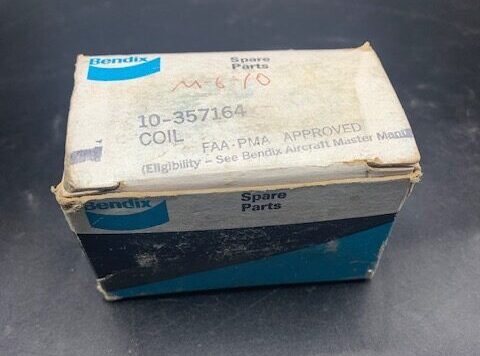 Bendix
Spare
Parts
M-6-10
10-357164
COIL
FAA-PMA APPROVED
(Eligibility - See Bendix Aircraft Master Manu
Bendix
Spare
Parts